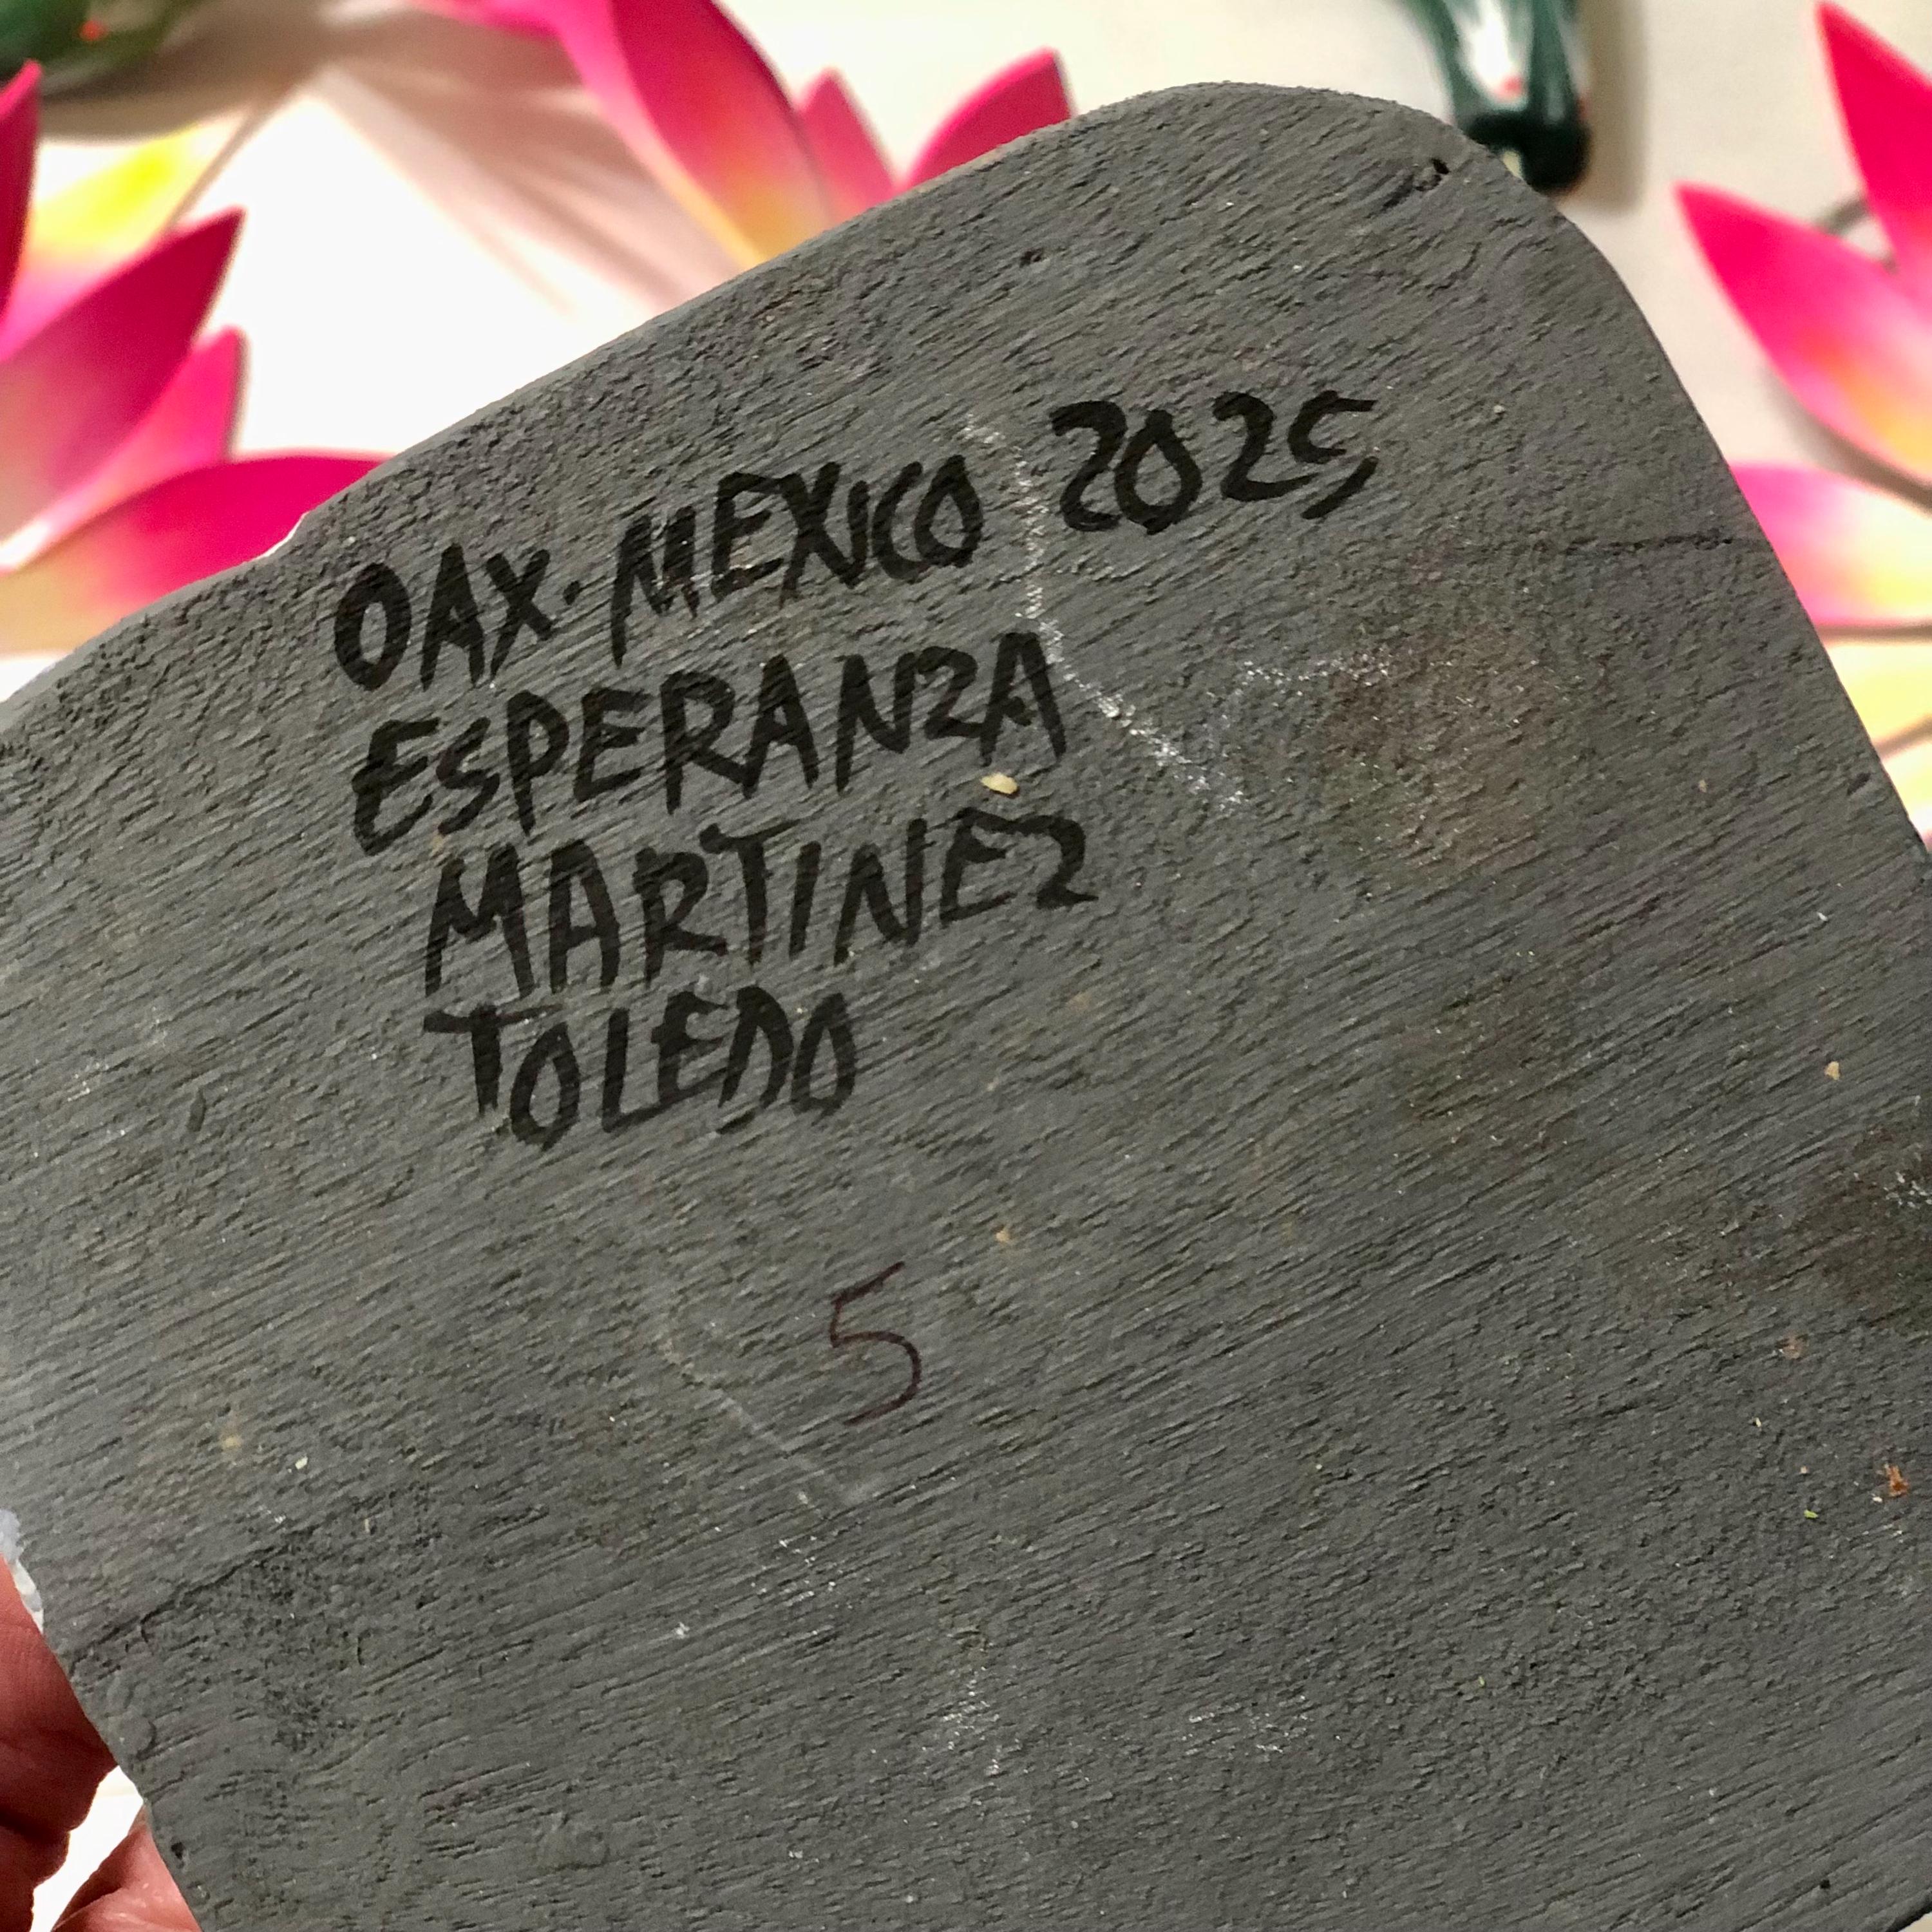 OAX. MEXICO 2025
ESPERANZA
MARTINEZ
TOLEDO
5